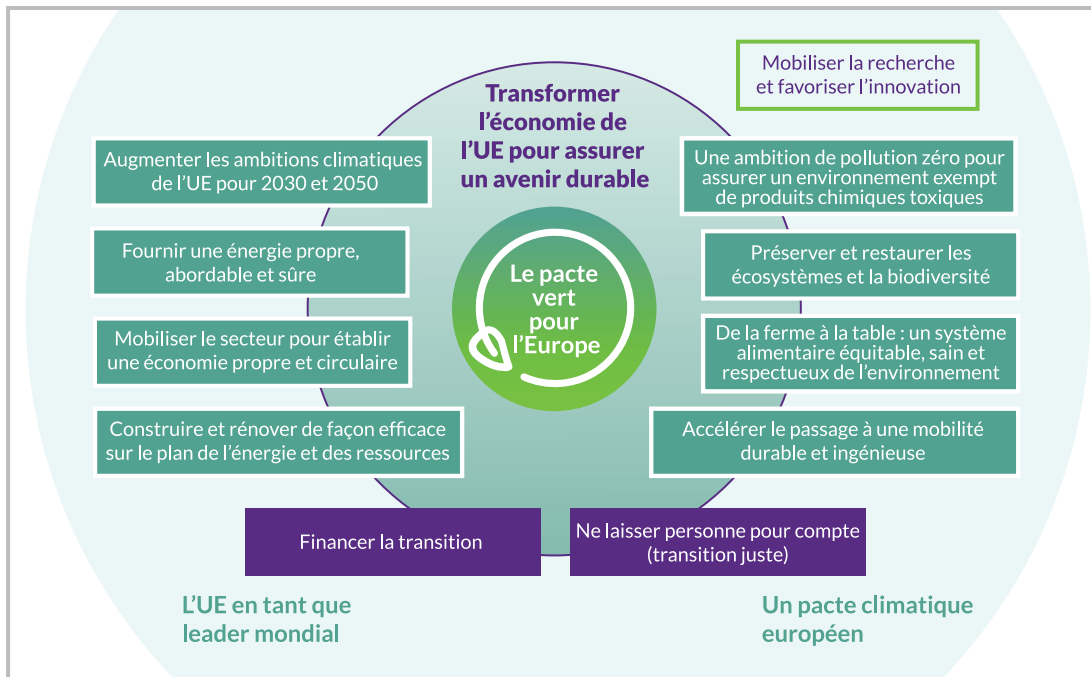 Mobiliser la recherche
et favoriser l'innovation
Transformer
l'économie de
l'UE pour assurer
un avenir durable
Augmenter les ambitions climatiques
de l'UE pour 2030 et 2050
Une ambition de pollution zéro pour
assurer un environnement exempt
de produits chimiques toxiques
Fournir une énergie propre,
abordable et sûre
Préserver et restaurer les
écosystèmes et la biodiversité
Le pacte
vert
pour
l'Europe
Mobiliser le secteur pour établir
une économie propre et circulaire
De la ferme à la table : un système
alimentaire équitable, sain et
respectueux de l'environnement
Construire et rénover de façon efficace
sur le plan de l'énergie et des ressources
Accélérer le passage à une mobilité
durable et ingénieuse
Financer la transition
Ne laisser personne pour compte
(transition juste)
L'UE en tant que
leader mondial
Un pacte climatique
européen